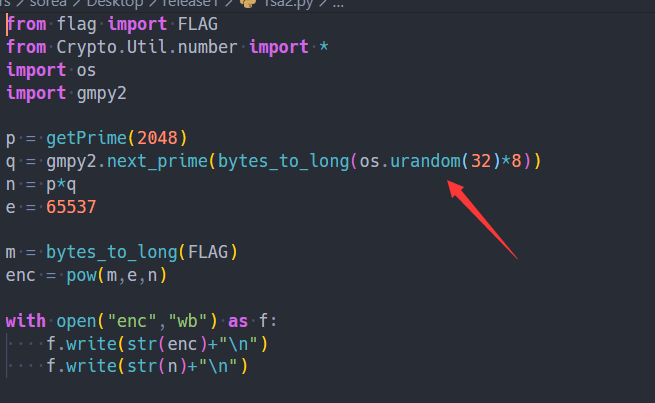 rs > sorea > Desktop > release1 > rsa2.py > ...
from flag import FLAG
from Crypto.Util.number import *
import os
import gmpy2
p = getPrime(2048)
q = gmpy2.next_prime(bytes_to_long(os.urandom(32)*8))
n = p*q
e = 65537
m = bytes_to_long(FLAG)
enc = pow(m,e,n)
with open("enc","wb") as f:
    f.write(str(enc)+"\n")
    f.write(str(n)+"\n")